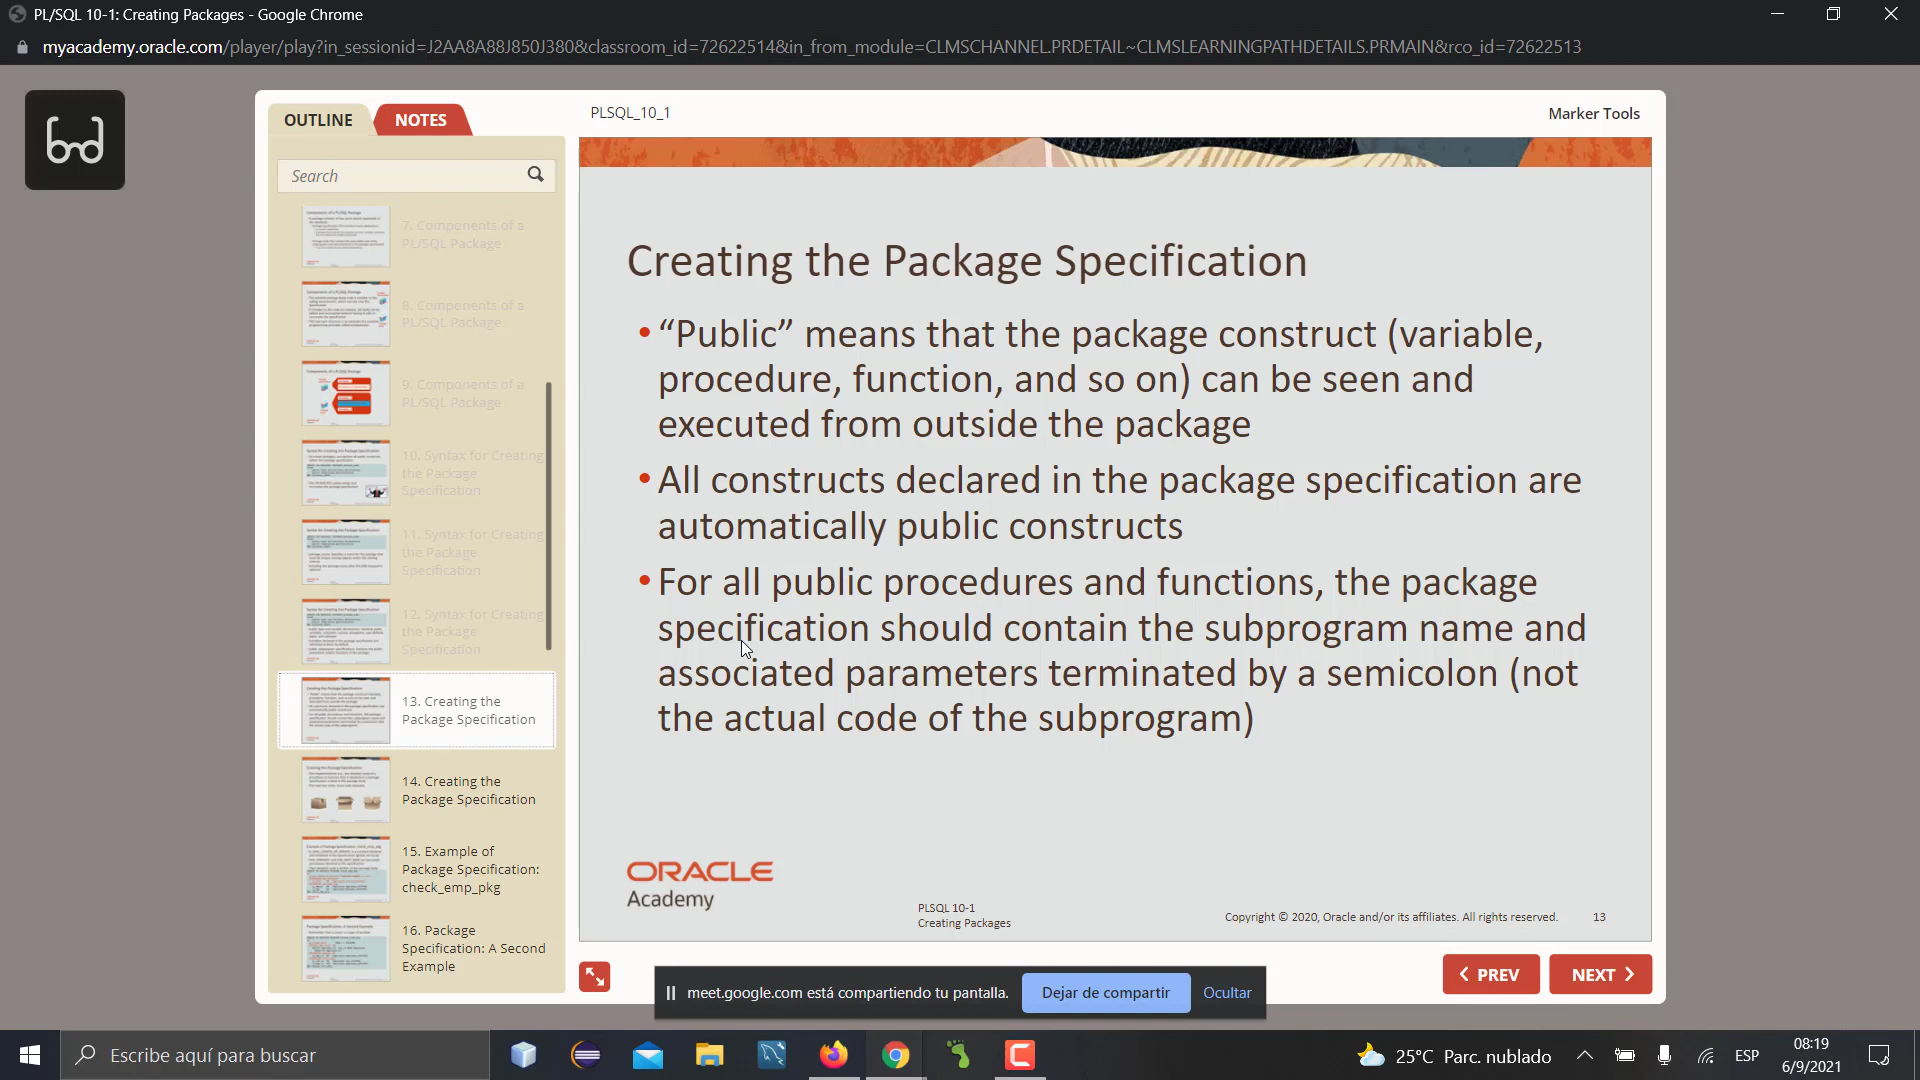 PL/SQL 10-1: Creating Packages - Google Chrome
myacademy.oracle.com/player/play?in_sessionid=J2AA8A88J850J380&classroom_id=72622514&in_from_module=CLMSCHANNEL.PRDETAIL~CLMSLEARNINGPATHDETAILS.PRMAIN&rco_id=72622513
OUTLINE
NOTES
PLSQL_10_1
Marker Tools
Search
7. Components of a
PL/SQL Package
8. Components of a
PL/SQL Package
9. Components of a
PL/SQL Package
10. Syntax for Creating
the Package
Specification
11. Syntax for Creating
the Package
Specification
12. Syntax for Creating
the Package
Specification
13. Creating the
Package Specification
14. Creating the
Package Specification
15. Example of
Package Specification:
check_emp_pkg
16. Package
Specification: A Second
Example
Creating the Package Specification
• “Public” means that the package construct (variable,
procedure, function, and so on) can be seen and
executed from outside the package
• All constructs declared in the package specification are
automatically public constructs
• For all public procedures and functions, the package
specification should contain the subprogram name and
associated parameters terminated by a semicolon (not
the actual code of the subprogram)
ORACLE
Academy
PLSQL 10-1
Creating Packages
Copyright © 2020, Oracle and/or its affiliates. All rights reserved.
13
PREV
NEXT
meet.google.com está compartiendo tu pantalla.
Dejar de compartir
Ocultar
Escribe aquí para buscar
25°C Parc. nublado
ESP
08:19
6/9/2021